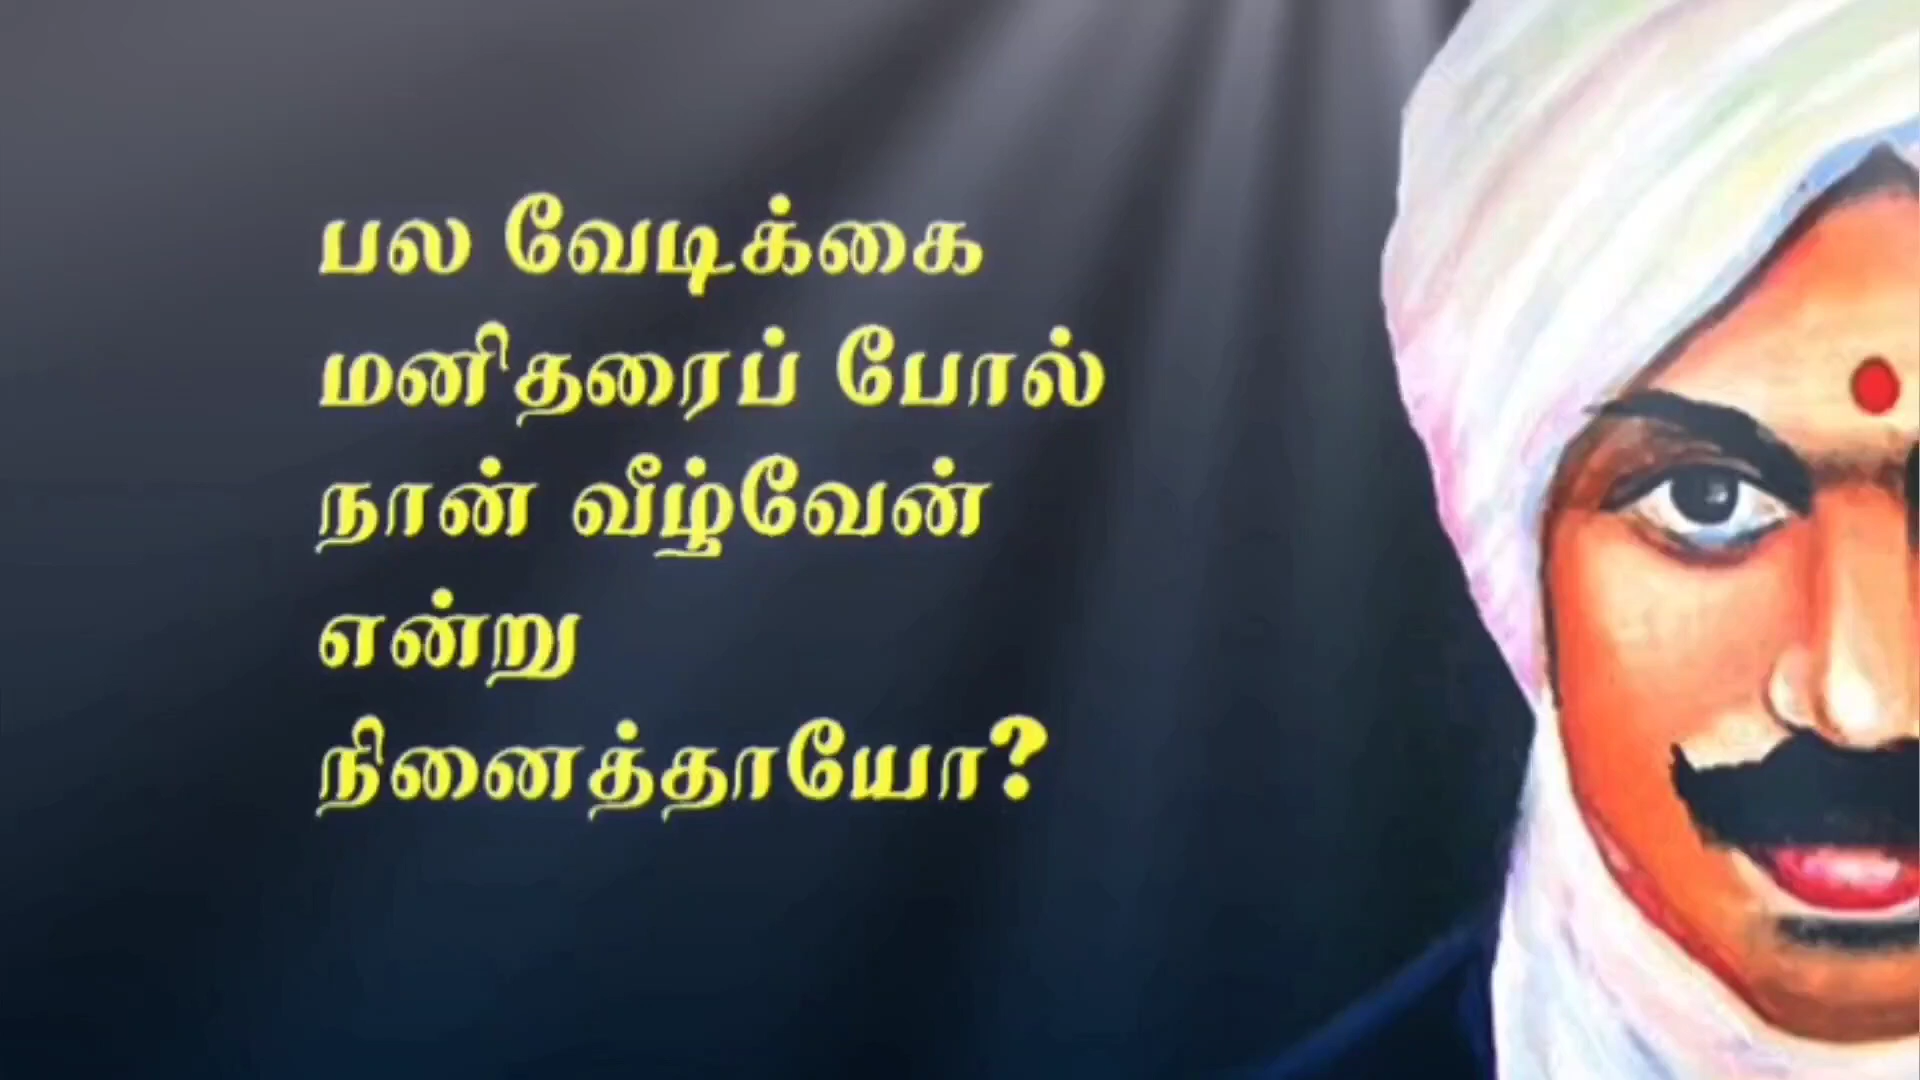 பல வேடிக்கை
மனிதரைப் போல்
நான் வீழ்வேன்
என்று
நினைத்தாயோ?